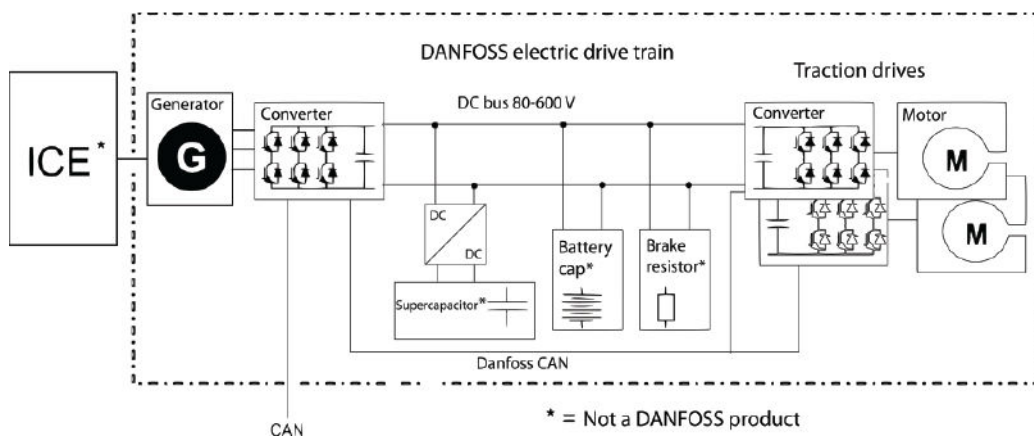 DANFOSS electric drive train
Traction drives
DC bus 80-600 V
ICE*
Generator
G
Converter
Converter
Motor
M
M
DC
DC
Supercapacitor*
Battery
cap*
Brake
resistor*
Danfoss CAN
CAN
* = Not a DANFOSS product